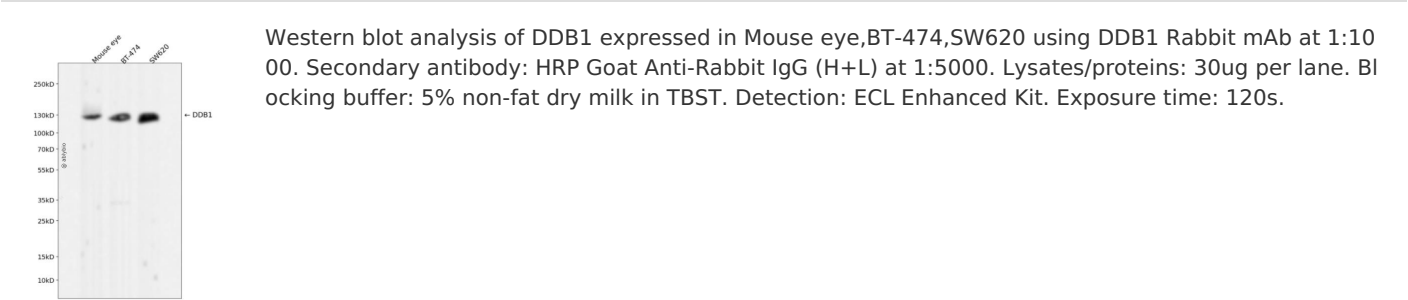 Mouse eye
BT-474
SW620
250kD
130kD
100kD
70kD
55kD
35kD
25kD
15kD
10kD
← DDB1
@ abbybio
Western blot analysis of DDB1 expressed in Mouse eye,BT-474,SW620 using DDB1 Rabbit mAb at 1:10
00. Secondary antibody: HRP Goat Anti-Rabbit IgG (H+L) at 1:5000. Lysates/proteins: 30ug per lane. Bl
ocking buffer: 5% non-fat dry milk in TBST. Detection: ECL Enhanced Kit. Exposure time: 120s.